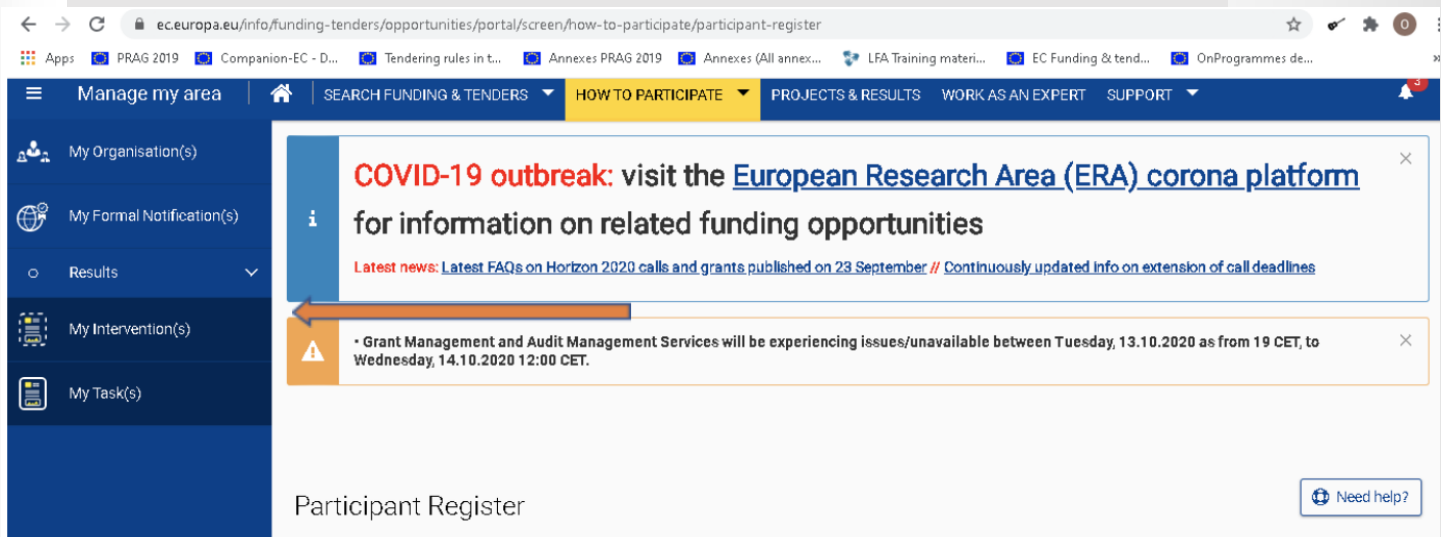 ec.europa.eu/info/funding-tenders/opportunities/portal/screen/how-to-participate/participant-register
O
Apps PRAG 2019 Companion-EC - D... Tendering rules in t... Annexes PRAG 2019 Annexes (All annex... LFA Training materi... EC Funding & tend... OnProgrammes de... »
Manage my area SEARCH FUNDING & TENDERS HOW TO PARTICIPATE PROJECTS & RESULTS WORK AS AN EXPERT SUPPORT 3
My Organisation(s)
My Formal Notification(s)
Results
My Intervention(s)
My Task(s)
i
COVID-19 outbreak: visit the European Research Area (ERA) corona platform
for information on related funding opportunities
Latest news: Latest FAQs on Horizon 2020 calls and grants published on 23 September // Continuously updated info on extension of call deadlines
• Grant Management and Audit Management Services will be experiencing issues/unavailable between Tuesday, 13.10.2020 as from 19 CET, to
Wednesday, 14.10.2020 12:00 CET.
Participant Register
Need help?